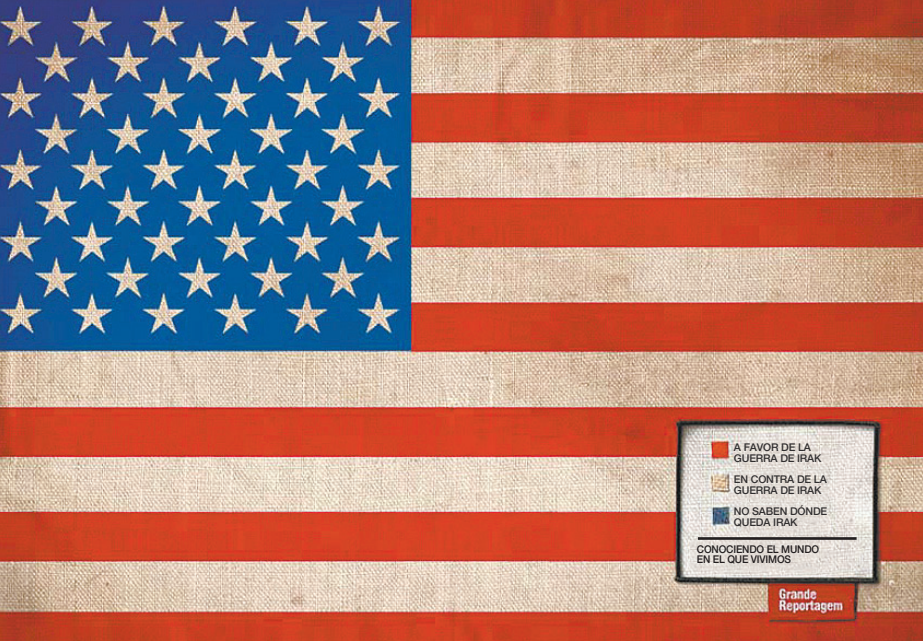 A FAVOR DE LA
GUERRA DE IRAK
EN CONTRA DE LA
GUERRA DE IRAK
NO SABEN DÓNDE
QUEDA IRAK
CONOCIENDO EL MUNDO
EN EL QUE VIVIMOS
Grande
Reportagem